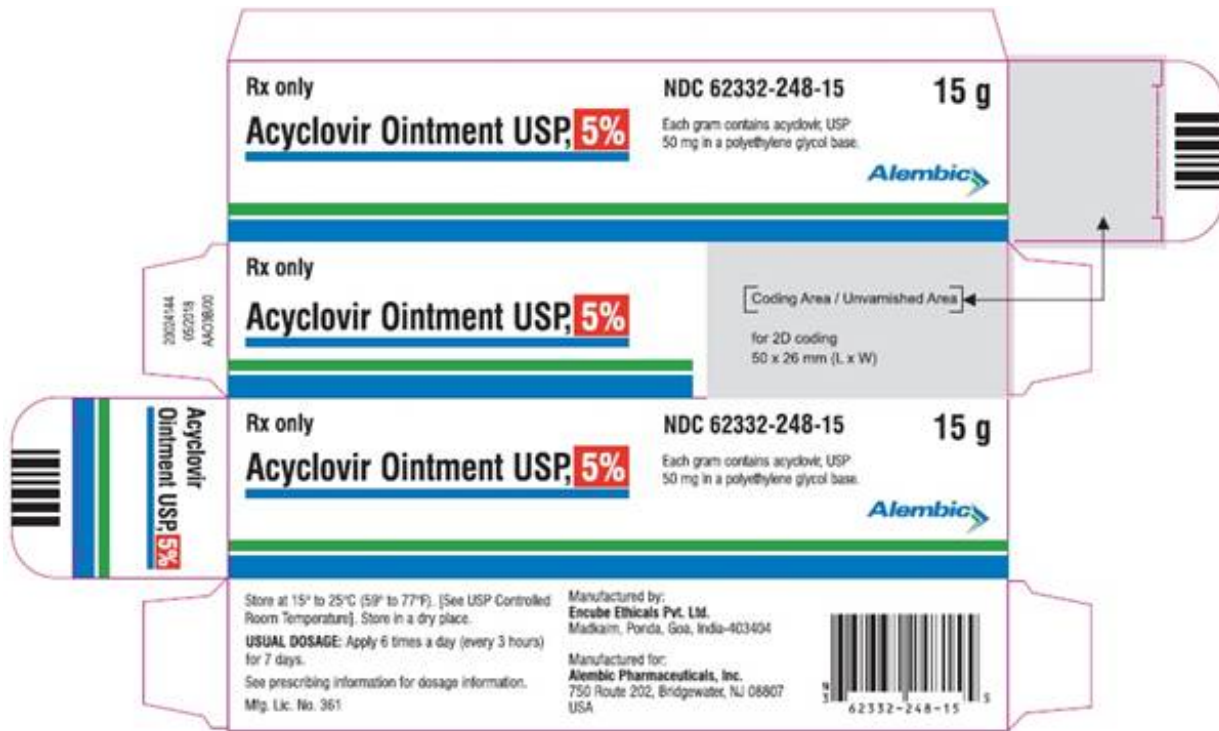 Rx only
NDC 62332-248-15
15 g
Acyclovir Ointment USP, 5%
Each gram contains acyclovir, USP
50 mg in a polyethylene glycol base.
Alembic
Rx only
Acyclovir Ointment USP, 5%
[Coding Area / Unvarnished Area]
for 2D coding
50 x 26 mm (L x W)
05/2018
Rx only
NDC 62332-248-15
15 g
Acyclovir Ointment USP, 5%
Each gram contains acyclovir, USP
50 mg in a polyethylene glycol base.
Alembic
Acyclovir
Ointment USP, 5%
Store at 15° to 25°C (59° to 77°F). [See USP Controlled
Room Temperature]. Store in a dry place.
USUAL DOSAGE: Apply 6 times a day (every 3 hours)
for 7 days.
See prescribing information for dosage information.
Mfg. Lic. No. 361
Manufactured by:
Encube Ethicals Pvt. Ltd.
Madkaim, Ponda, Goa, India-403404
Manufactured for:
Alembic Pharmaceuticals, Inc.
750 Route 202, Bridgewater, NJ 08807
USA
N
3 62332-248-15 5